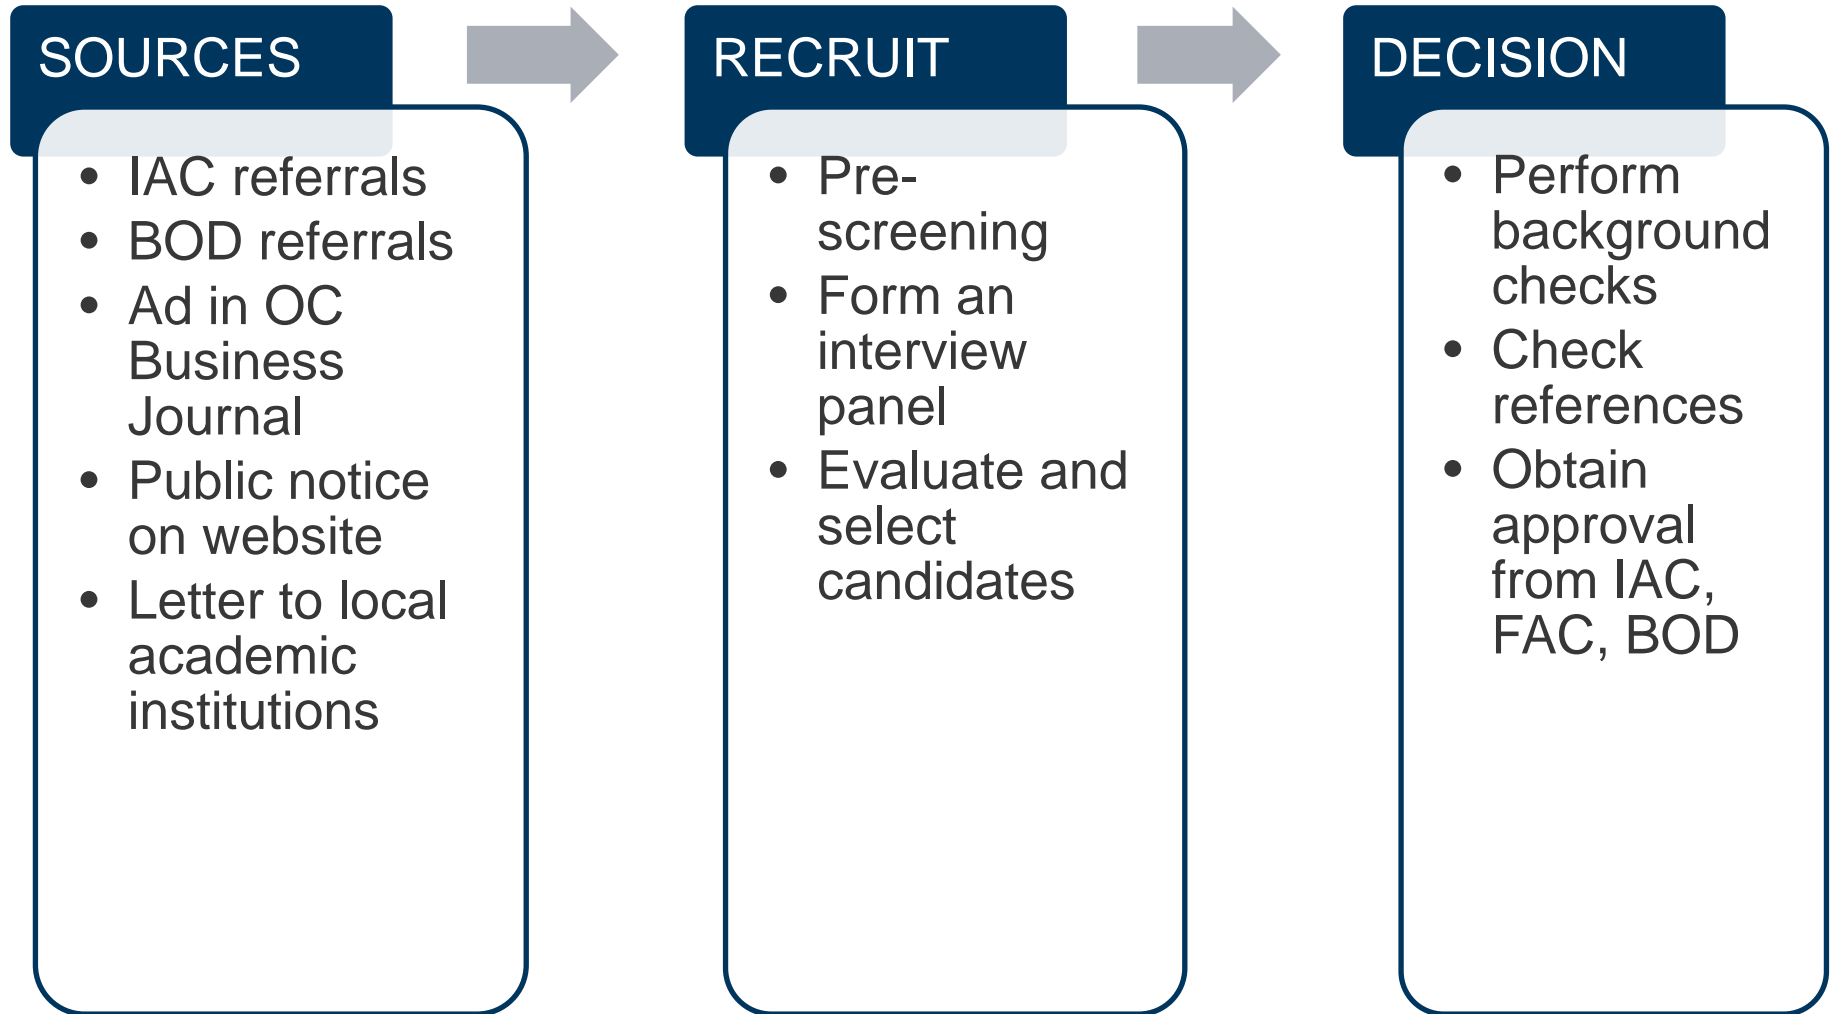 SOURCES
• IAC referrals
• BOD referrals
• Ad in OC
Business
Journal
• Public notice
on website
• Letter to local
academic
institutions
RECRUIT
• Pre-
screening
• Form an
interview
panel
• Evaluate and
select
candidates
DECISION
• Perform
background
checks
• Check
references
• Obtain
approval
from IAC,
FAC, BOD